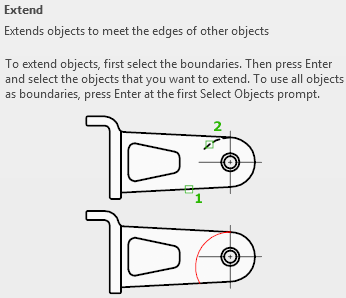 Extend
Extends objects to meet the edges of other objects
To extend objects, first select the boundaries. Then press Enter
and select the objects that you want to extend. To use all objects
as boundaries, press Enter at the first Select Objects prompt.
2
1